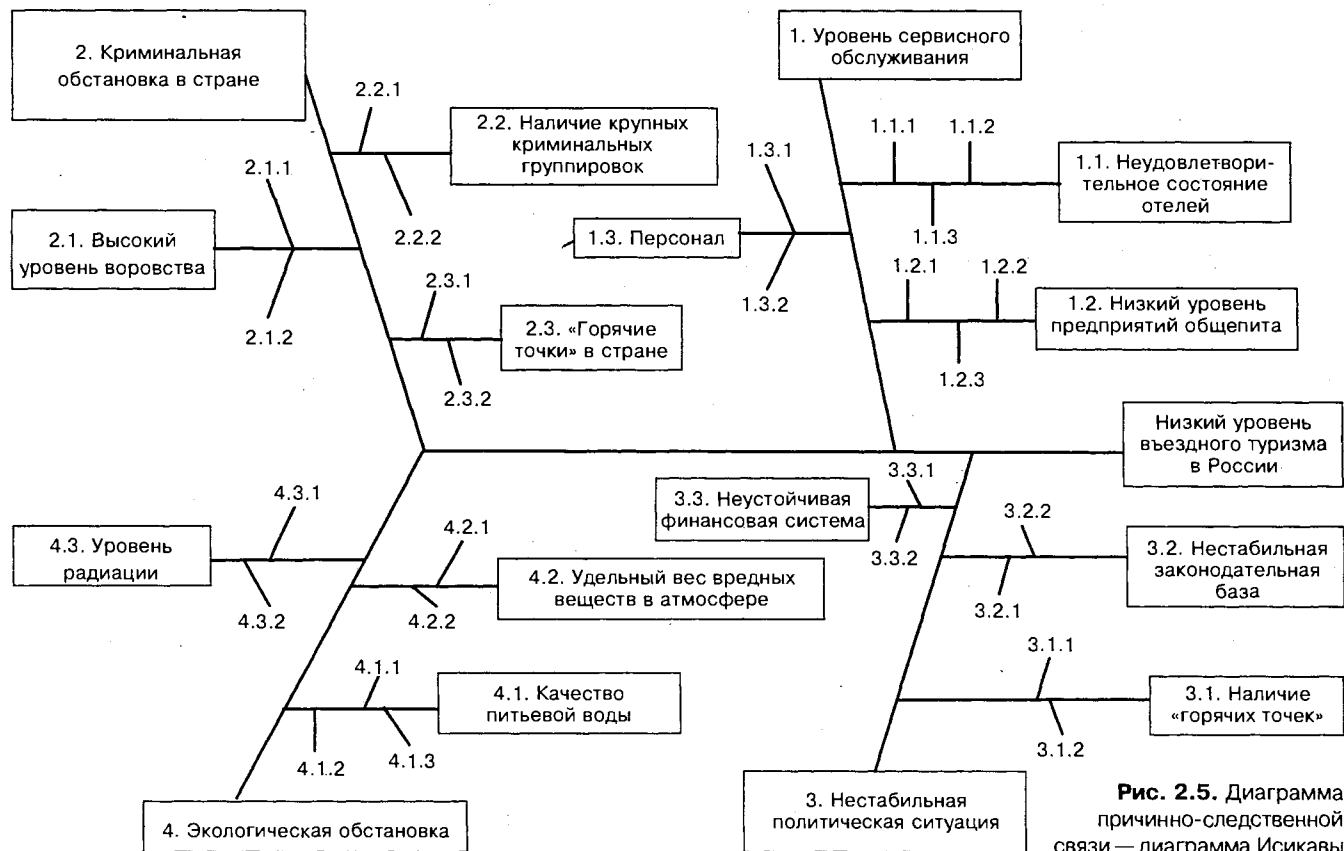 2. Криминальная
обстановка в стране
1. Уровень сервисного
обслуживания
2.2.1
2.2. Наличие крупных
криминальных
группировок
2.2.2
2.1.1
2.1. Высокий
уровень воровства
2.1.2
2.3.1
2.3. «Горячие
точки» в стране
2.3.2
1.1.1
1.1.2
1.1. Неудовлетвори-
тельное состояние
отелей
1.1.3
1.3.1
1.3. Персонал
1.3.2
1.2.1
1.2.2
1.2. Низкий уровень
предприятий общепита
1.2.3
Низкий уровень
въездного туризма
в России
4.3.1
4.3. Уровень
радиации
4.3.2
4.2.1
4.2. Удельный вес вредных
веществ в атмосфере
4.2.2
4.1.1
4.1. Качество
питьевой воды
4.1.2
4.1.3
4. Экологическая обстановка
3.3.1
3.3. Неустойчивая
финансовая система
3.3.2
3.2.2
3.2. Нестабильная
законодательная
база
3.2.1
3.1.1
3.1. Наличие
«горячих точек»
3.1.2
3. Нестабильная
политическая ситуация
Рис. 2.5. Диаграмма
причинно-следственной
связи — диаграмма Исикавы